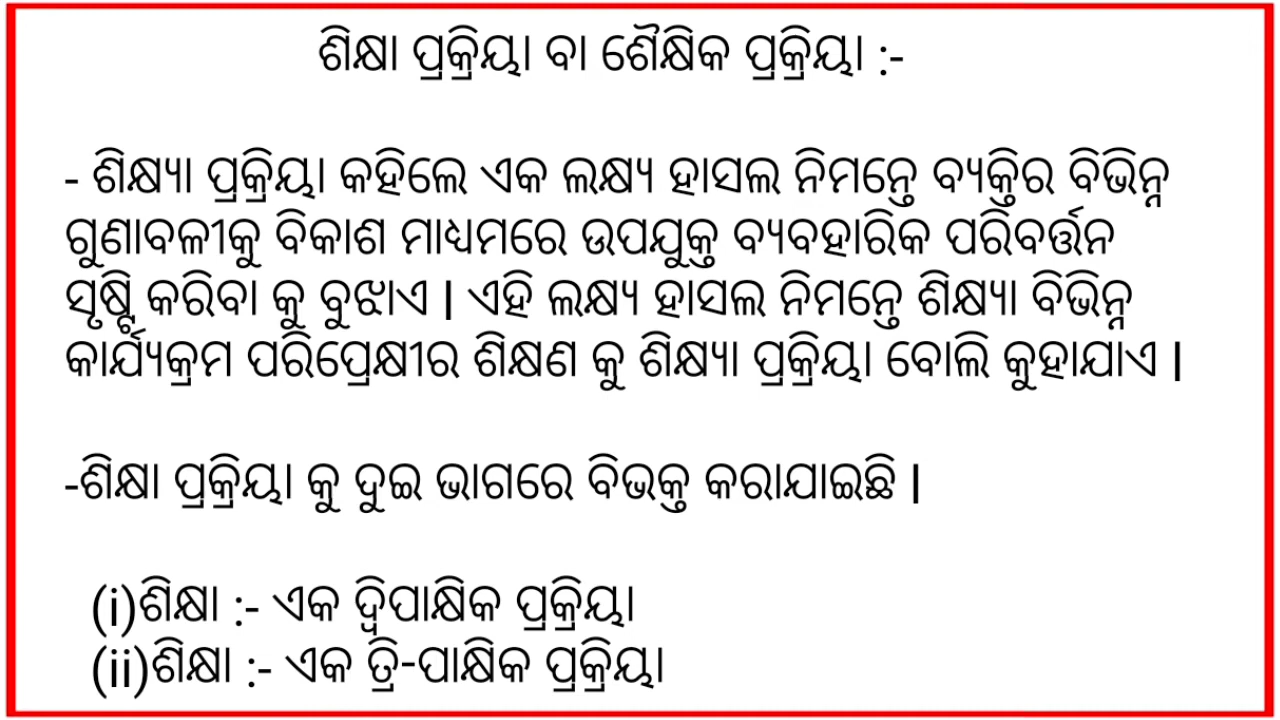 ଶିକ୍ଷା ପ୍ରକ୍ରିୟା ବା ଶୈକ୍ଷିକ ପ୍ରକ୍ରିୟା :-
- ଶିକ୍ଷ୍ୟା ପ୍ରକ୍ରିୟା କହିଲେ ଏକ ଲକ୍ଷ୍ୟ ହାସଲ ନିମନ୍ତେ ବ୍ୟକ୍ତିର ବିଭିନ୍ନ
ଗୁଣାବଳୀକୁ ବିକାଶ ମାଧ୍ୟମରେ ଉପଯୁକ୍ତ ବ୍ୟବହାରିକ ପରିବର୍ତ୍ତନ
ସୃଷ୍ଟି କରିବା କୁ ବୁଝାଏ | ଏହି ଲକ୍ଷ୍ୟ ହାସଲ ନିମନ୍ତେ ଶିକ୍ଷ୍ୟା ବିଭିନ୍ନ
କାର୍ଯ୍ୟକ୍ରମ ପରିପ୍ରେକ୍ଷୀର ଶିକ୍ଷଣ କୁ ଶିକ୍ଷ୍ୟା ପ୍ରକ୍ରିୟା ବୋଲି କୁହାଯାଏ |
-ଶିକ୍ଷା ପ୍ରକ୍ରିୟା କୁ ଦୁଇ ଭାଗରେ ବିଭକ୍ତ କରାଯାଇଛି |
(i)ଶିକ୍ଷା :- ଏକ ଦ୍ୱିପାକ୍ଷିକ ପ୍ରକ୍ରିୟା
(ii)ଶିକ୍ଷା :- ଏକ ତ୍ରି-ପାକ୍ଷିକ ପ୍ରକ୍ରିୟା